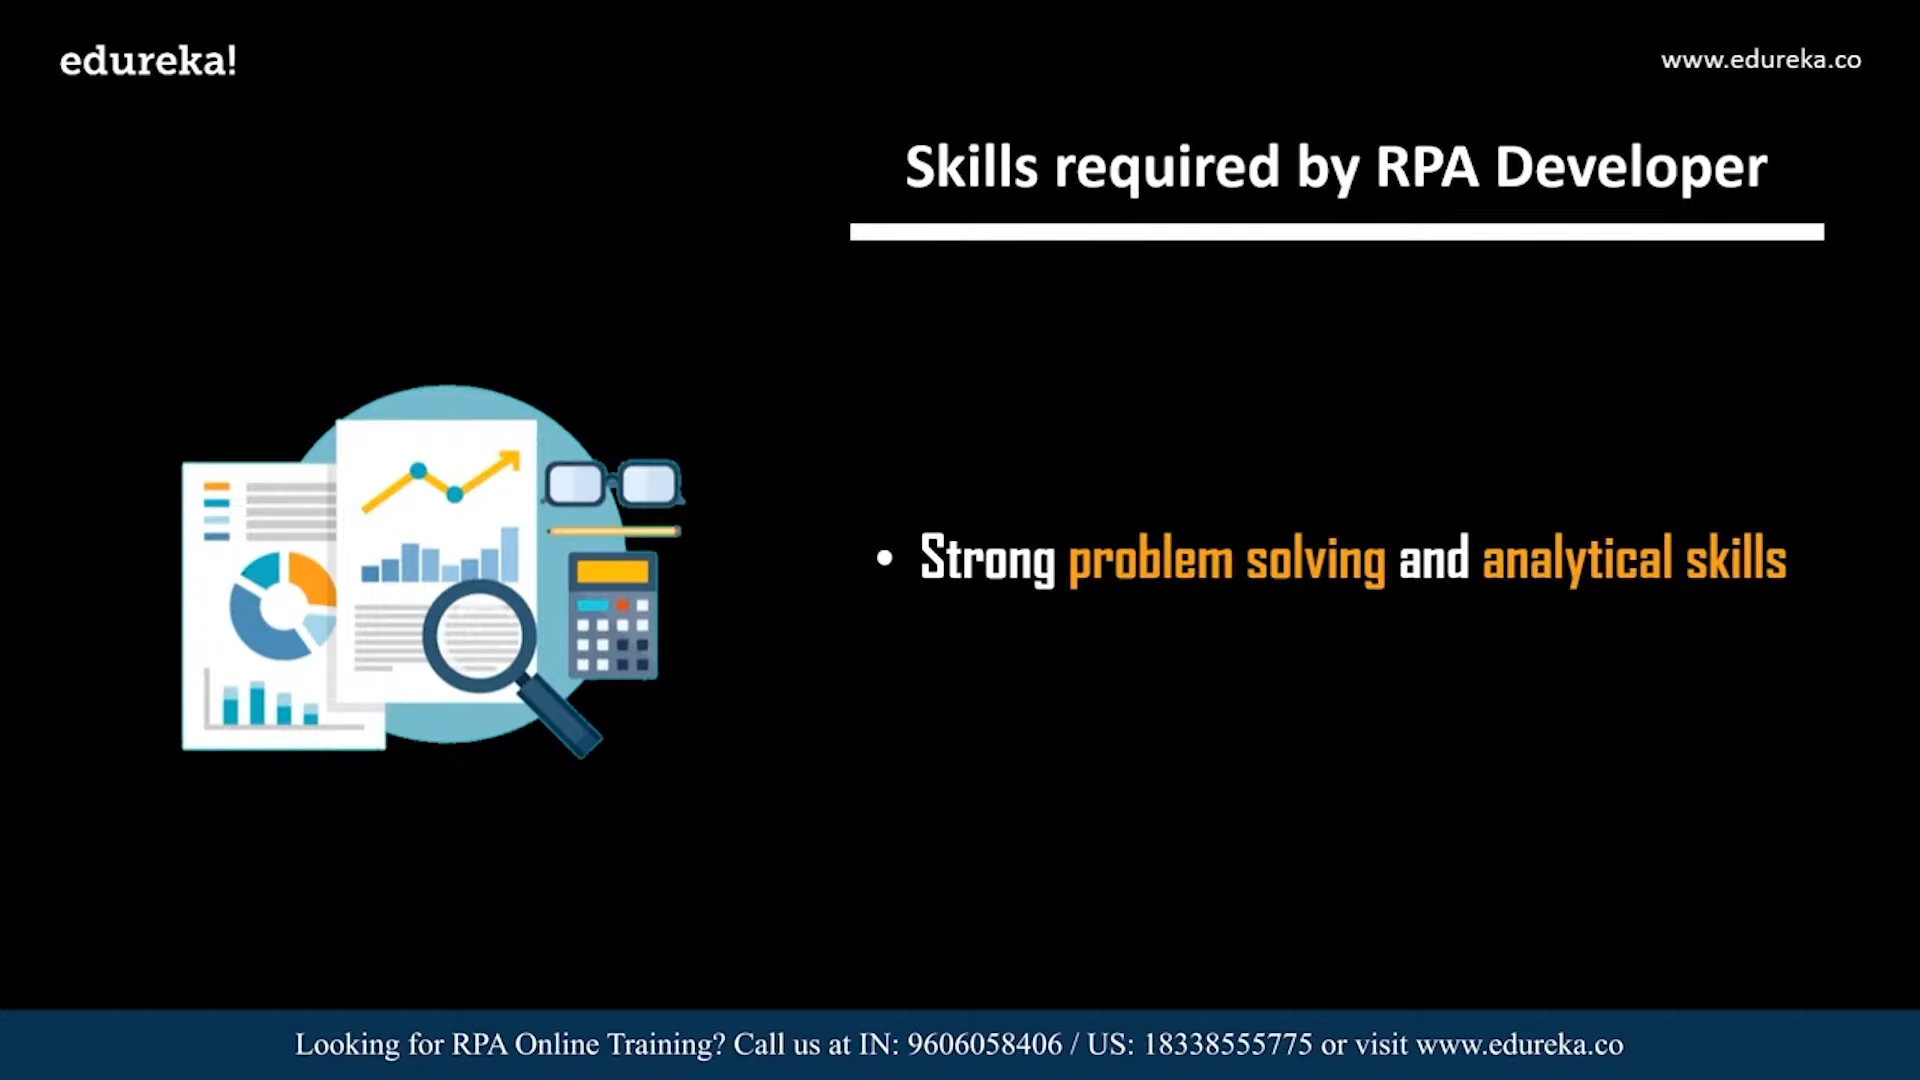 edureka!
www.edureka.co
Skills required by RPA Developer
• Strong problem solving and analytical skills
Looking for RPA Online Training? Call us at IN: 9606058406 / US: 18338555775 or visit www.edureka.co